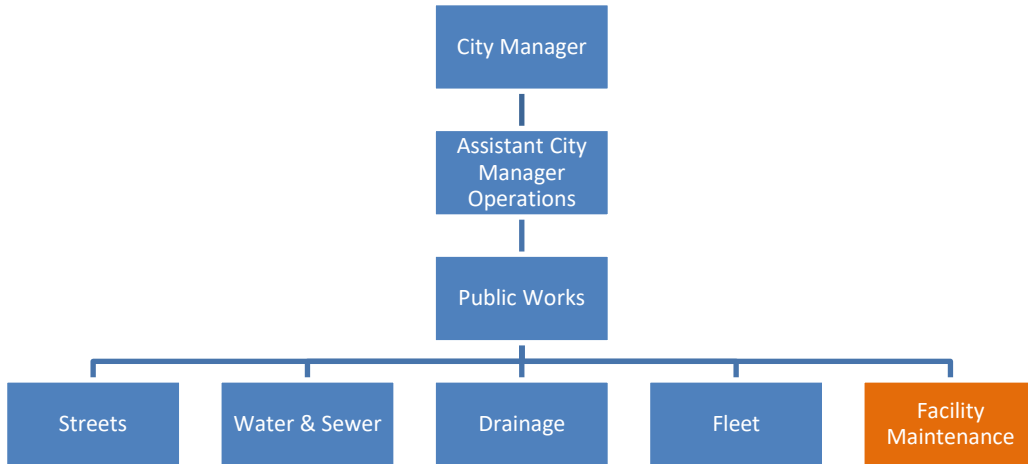 City Manager
Assistant City
Manager
Operations
Public Works
Streets
Water & Sewer
Drainage
Fleet
Facility
Maintenance